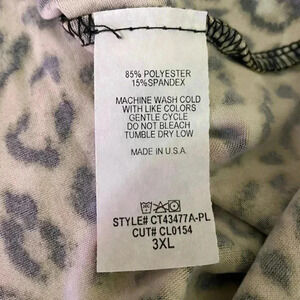 85% POLYESTER
15%SPANDEX
MACHINE WASH COLD
WITH LIKE COLORS
GENTLE CYCLE
DO NOT BLEACH
TUMBLE DRY LOW
MADE IN U.S.A.
STYLE# CT43477A-PL
CUT# CL0154
3XL